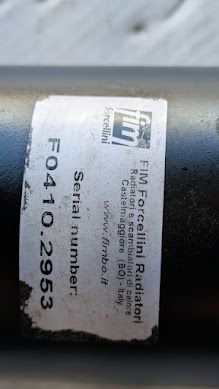 fim
forcellini
FIM Forcellini Radiatori
Radiatori e scambiatori di calore
Castelmaggiore (BO) - Italy
www.fimbo.it
Serial number:
F0410.2953